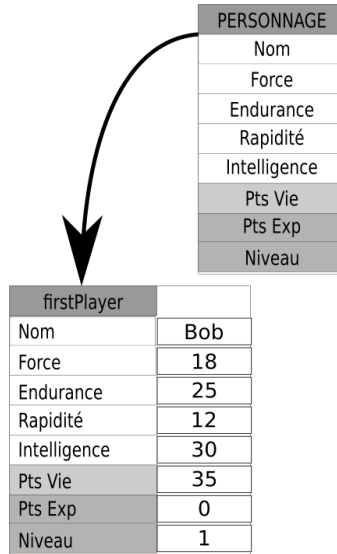 PERSONNAGE
Nom
Force
Endurance
Rapidité
Intelligence
Pts Vie
Pts Exp
Niveau
firstPlayer
Nom Bob
Force 18
Endurance 25
Rapidité 12
Intelligence 30
Pts Vie 35
Pts Exp 0
Niveau 1